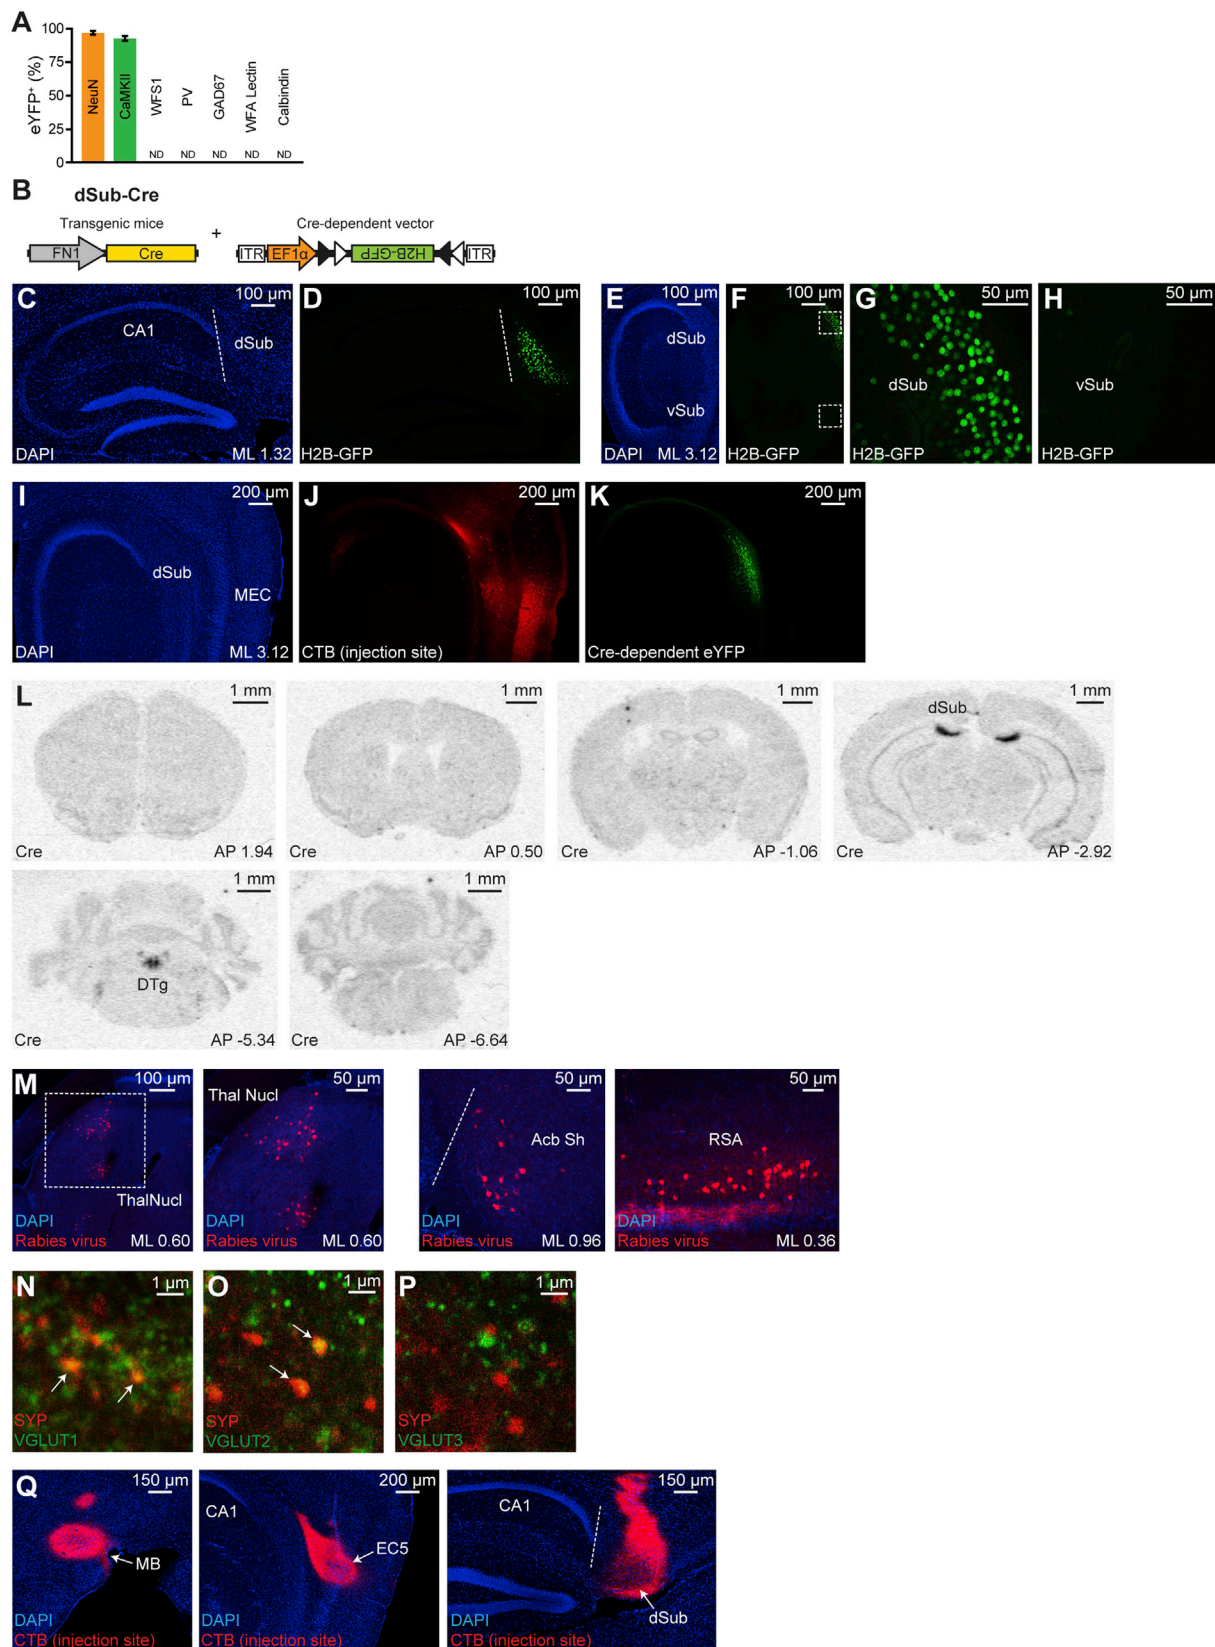 A
100
75
50
25
0
eYFP⁺ (%)
NeuN
CaMKII
WFS1
PV
GAD67
WFA Lectin
Calbindin
ND ND ND ND ND
B dSub-Cre
Transgenic mice + Cre-dependent vector
FN1 Cre ITR EF1α H2B-GFP ITR
C 100 µm
CA1
dSub
DAPI ML 1.32
D 100 µm
H2B-GFP
E 100 µm
dSub
vSub
DAPI ML 3.12
F 100 µm
H2B-GFP
G 50 µm
dSub
H2B-GFP
H 50 µm
vSub
H2B-GFP
I 200 µm
dSub
MEC
DAPI ML 3.12
J 200 µm
CTB (injection site)
K 200 µm
Cre-dependent eYFP
L 1 mm
Cre AP 1.94
1 mm
Cre AP 0.50
1 mm
Cre AP -1.06
1 mm
dSub
Cre AP -2.92
1 mm
DTg
Cre AP -5.34
1 mm
Cre AP -6.64
M 100 µm
ThalNucl
DAPI
Rabies virus ML 0.60
50 µm
Thal Nucl
DAPI
Rabies virus ML 0.60
50 µm
Acb Sh
DAPI
Rabies virus ML 0.96
50 µm
RSA
DAPI
Rabies virus ML 0.36
N 1 µm
SYP
VGLUT1
O 1 µm
SYP
VGLUT2
P 1 µm
SYP
VGLUT3
Q 150 µm
MB
DAPI
CTB (injection site)
200 µm
CA1
EC5
DAPI
CTB (injection site)
150 µm
CA1
dSub
DAPI
CTB (injection site)